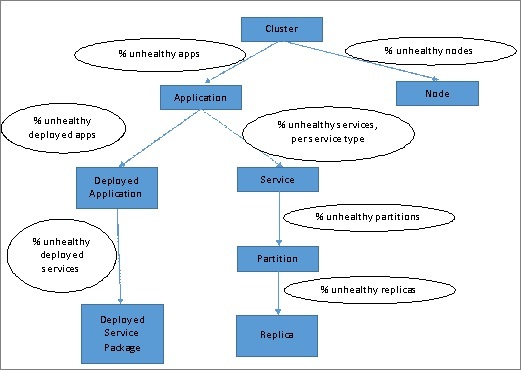 Cluster
% unhealthy apps
% unhealthy nodes
Application
Node
% unhealthy
deployed apps
% unhealthy services,
per service type
Deployed
Application
Service
% unhealthy
deployed
services
% unhealthy partitions
Partition
% unhealthy replicas
Deployed
Service
Package
Replica